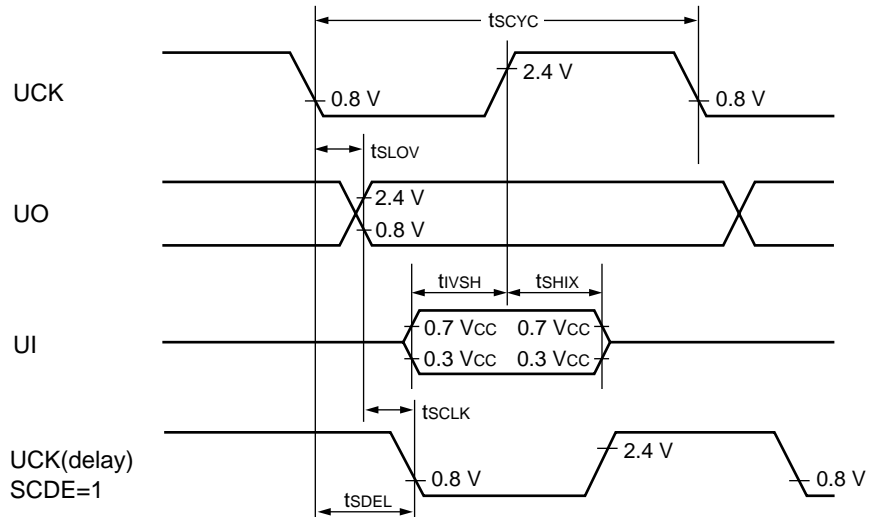 tSCYC
UCK
0.8 V
2.4 V
0.8 V
tSLOV
UO
2.4 V
0.8 V
tIVSH
tSHIX
UI
0.7 VCC 0.7 VCC
0.3 VCC 0.3 VCC
tSCLK
UCK(delay)
SCDE=1
2.4 V
0.8 V
0.8 V
tSDEL